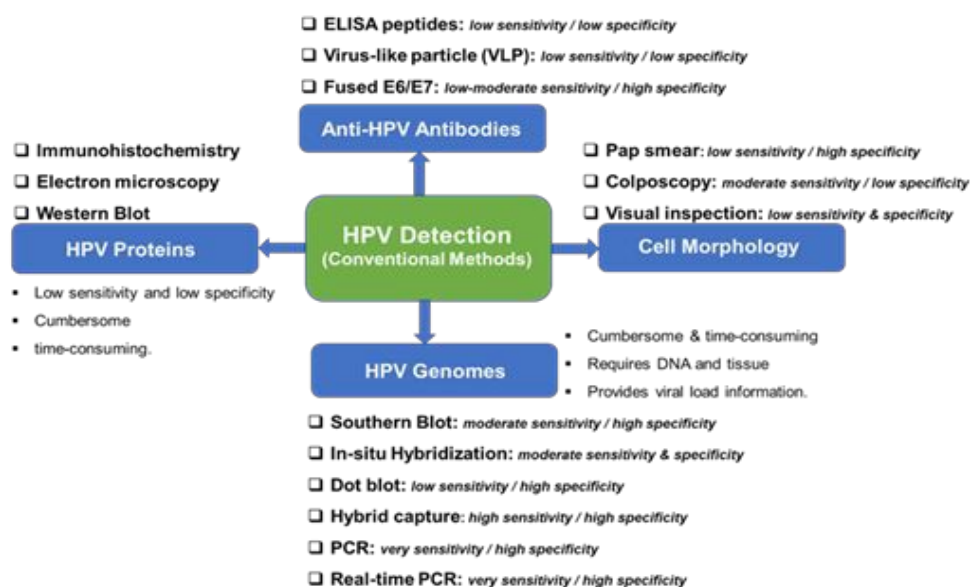 ❑ ELISA peptides: low sensitivity / low specificity
❑ Virus-like particle (VLP): low sensitivity / low specificity
❑ Fused E6/E7: low-moderate sensitivity / high specificity
Anti-HPV Antibodies
❑ Immunohistochemistry
❑ Electron microscopy
❑ Western Blot
HPV Proteins
▪ Low sensitivity and low specificity
▪ Cumbersome
▪ time-consuming.
HPV Detection
(Conventional Methods)
❑ Pap smear: low sensitivity / high specificity
❑ Colposcopy: moderate sensitivity / low specificity
❑ Visual inspection: low sensitivity & specificity
Cell Morphology
HPV Genomes
▪ Cumbersome & time-consuming
▪ Requires DNA and tissue
▪ Provides viral load information.
❑ Southern Blot: moderate sensitivity / high specificity
❑ In-situ Hybridization: moderate sensitivity & specificity
❑ Dot blot: low sensitivity / high specificity
❑ Hybrid capture: high sensitivity / high specificity
❑ PCR: very sensitivity / high specificity
❑ Real-time PCR: very sensitivity / high specificity